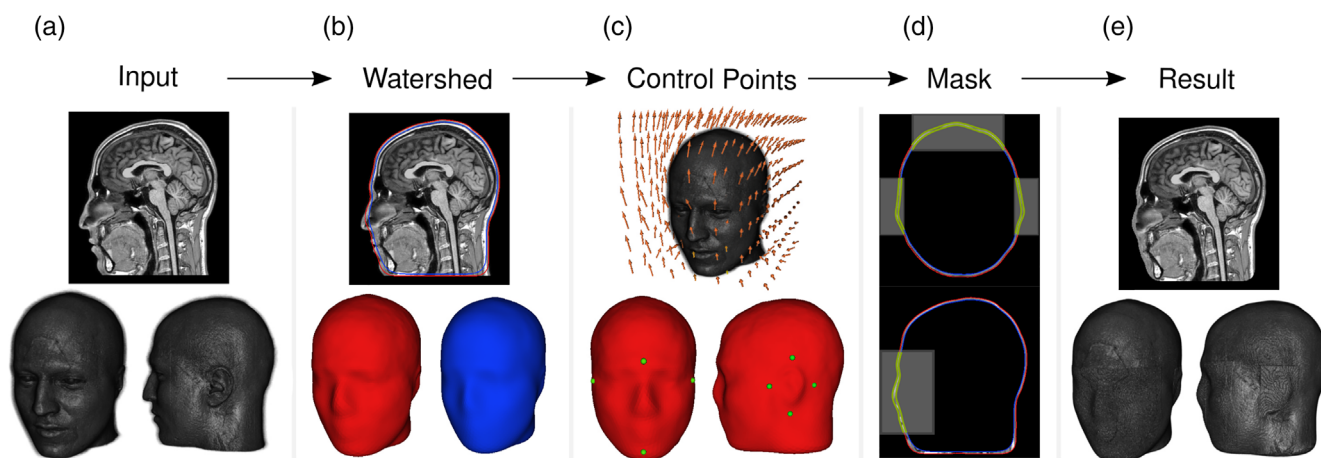 (a)
(b)
(c)
(d)
(e)
Input
Watershed
Control Points
Mask
Result